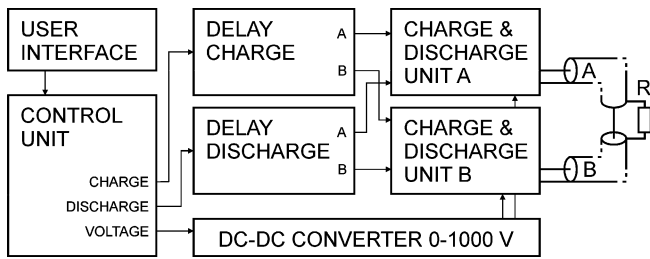 USER
INTERFACE
CONTROL
UNIT
CHARGE
DISCHARGE
VOLTAGE
DELAY
CHARGE
A
B
DELAY
DISCHARGE
A
B
CHARGE &
DISCHARGE
UNIT A
CHARGE &
DISCHARGE
UNIT B
DC-DC CONVERTER 0-1000 V
A
B
R